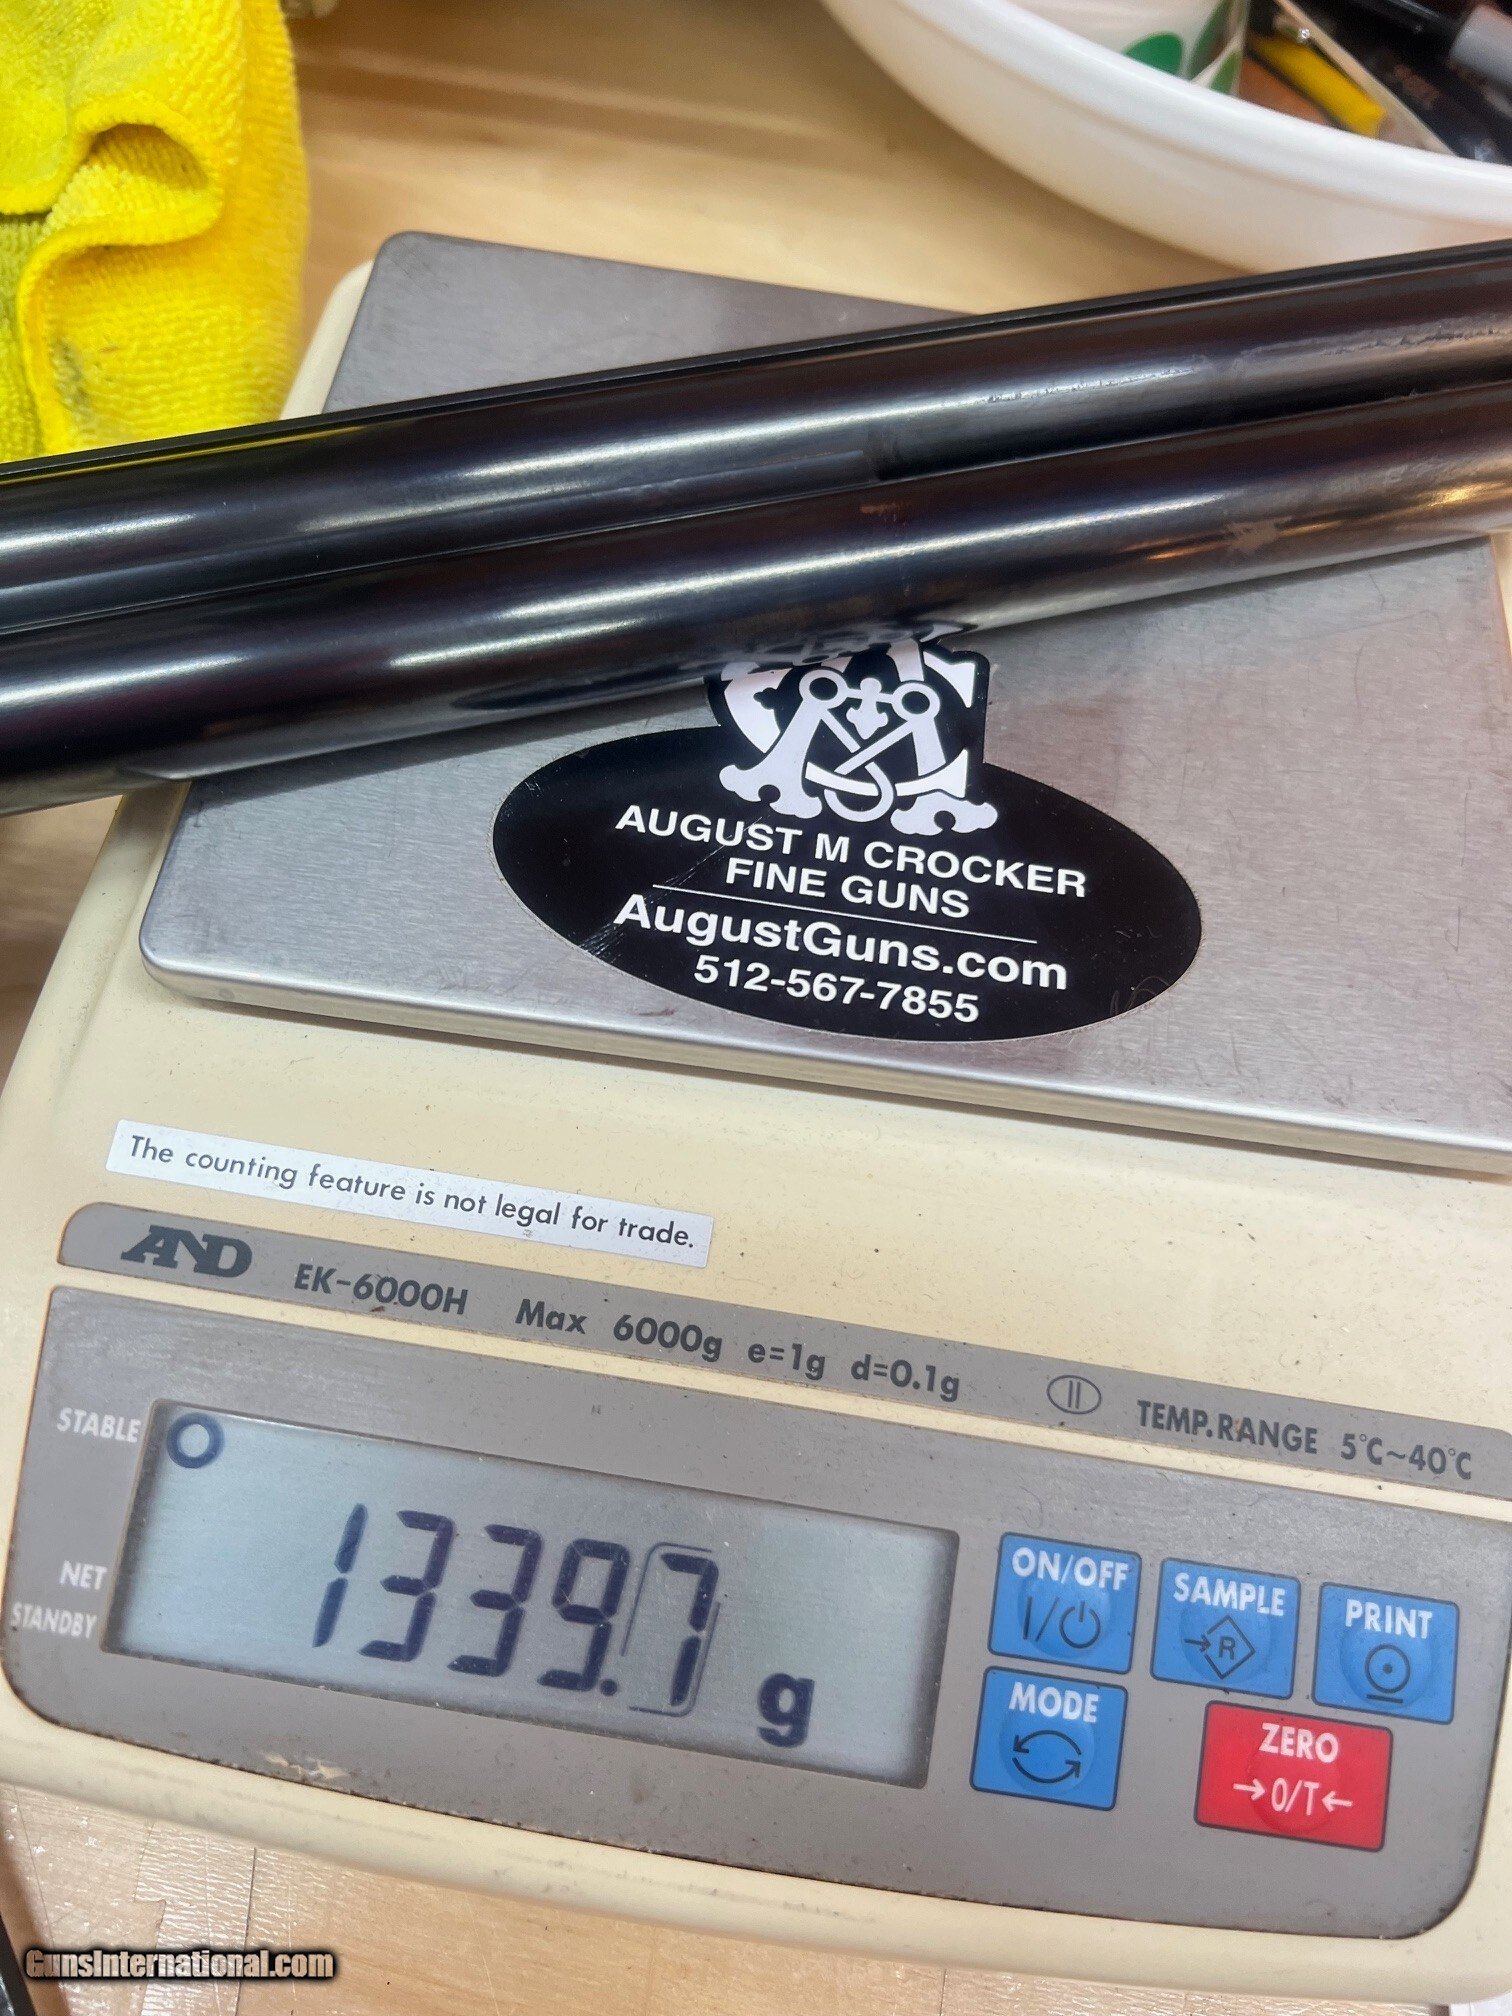 AUGUST M CROCKER
FINE GUNS
AugustGuns.com
512-567-7855
The counting feature is not legal for trade.
AND EK-6000H Max 6000g e=1g d=0.1g II TEMP.RANGE 5°C~40°C
STABLE
NET
STANDBY
1339.7 g
ON/OFF
I/⏻
SAMPLE
→R
PRINT
MODE
ZERO
→0/T←
GunsInternational.com